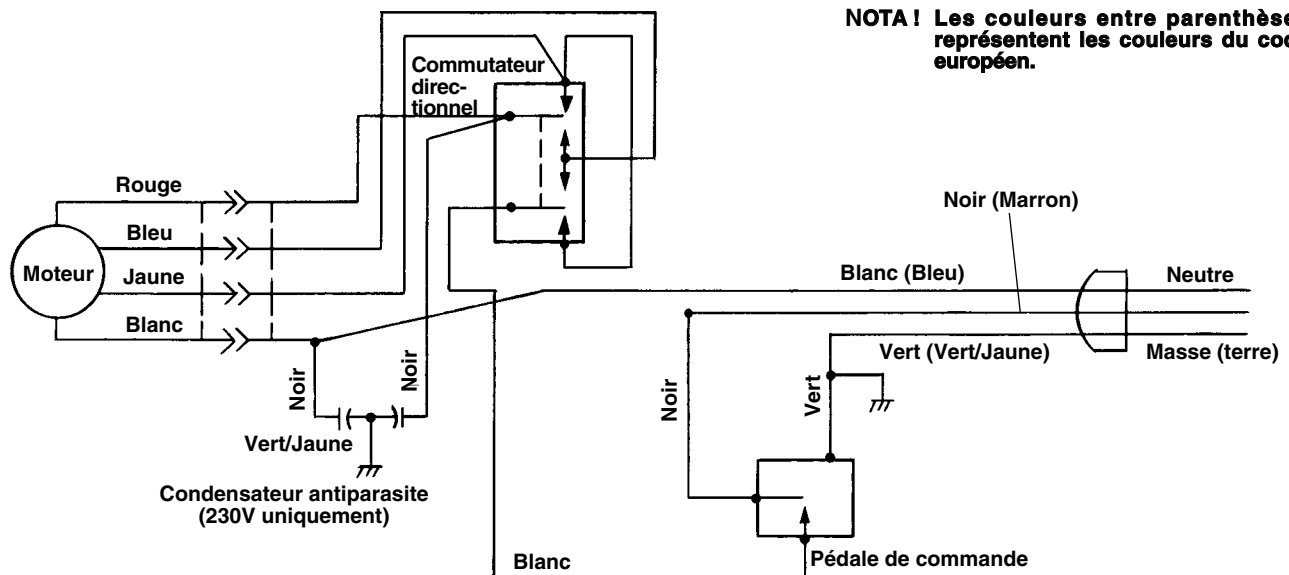 NOTA ! Les couleurs entre
représentent les couleurs du
européen.
Commutateur
direc-
tionnel
Rouge
Bleu
Moteur
Jaune
Blanc
Noir (Marron)
Blanc (Bleu)
Neutre
Vert (Vert/Jaune)
Masse (terre)
Noir
Noir
Noir
Vert
Vert/Jaune
Condensateur antiparasite
(230V uniquement)
Blanc
Pédale de commande